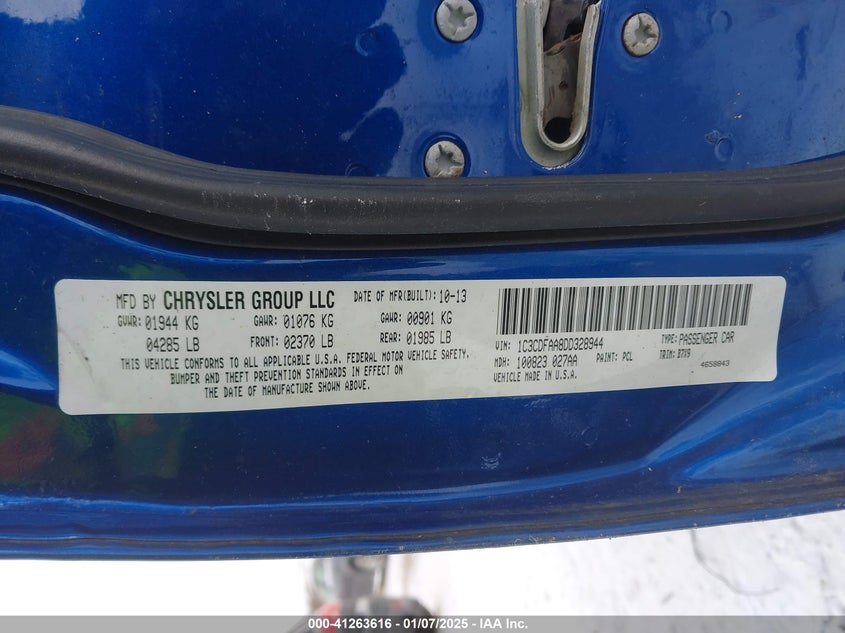 MFD BY CHRYSLER GROUP LLC DATE OF MFR(BUILT):10-13
GVWR:01944 KG GAWR:01076 KG GAWR:00901 KG
04285 LB FRONT:02370 LB REAR:01985 LB
THIS VEHICLE CONFORMS TO ALL APPLICABLE U.S.A. FEDERAL MOTOR VEHICLE SAFETY,
BUMPER AND THEFT PREVENTION STANDARDS IN EFFECT ON
THE DATE OF MANUFACTURE SHOWN ABOVE.
VIN: 1C3CDFAA8DD328944 TYPE: PASSENGER CAR
MDH: 100823 027AA PAINT: PCL TRIM: B7X9
VEHICLE MADE IN U.S.A. 4658843
000-41263616 - 01/07/2025 - IAA Inc.